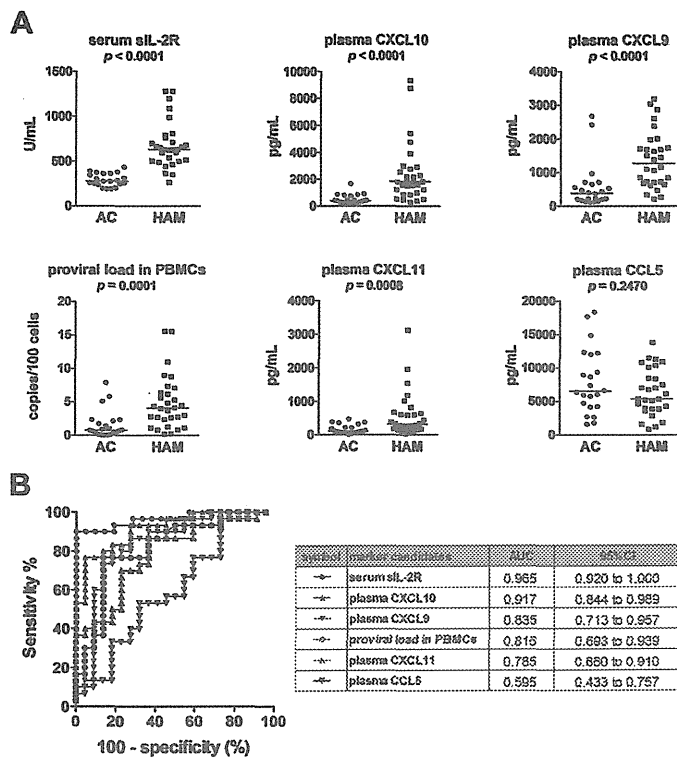 A
serum sIL-2R
p < 0.0001
U/mL
1500
1000
500
0
AC HAM
plasma CXCL10
p < 0.0001
pg/mL
10000
8000
6000
4000
2000
0
AC HAM
plasma CXCL9
p < 0.0001
pg/mL
4000
3000
2000
1000
0
AC HAM
proviral load in PBMCs
p = 0.0001
copies/100 cells
20
15
10
5
0
AC HAM
plasma CXCL11
p = 0.0008
pg/mL
4000
2000
0
AC HAM
plasma CCL5
p = 0.2470
pg/mL
20000
15000
10000
5000
0
AC HAM
B
Sensitivity %
100
80
60
40
20
0
0 20 40 60 80 100
100 - specificity (%)
symbol marker candidates AUC 95% CI
serum sIL-2R 0.965 0.920 to 1.000
plasma CXCL10 0.917 0.844 to 0.989
plasma CXCL9 0.835 0.713 to 0.957
proviral load in PBMCs 0.816 0.693 to 0.939
plasma CXCL11 0.785 0.660 to 0.910
plasma CCL5 0.595 0.433 to 0.757